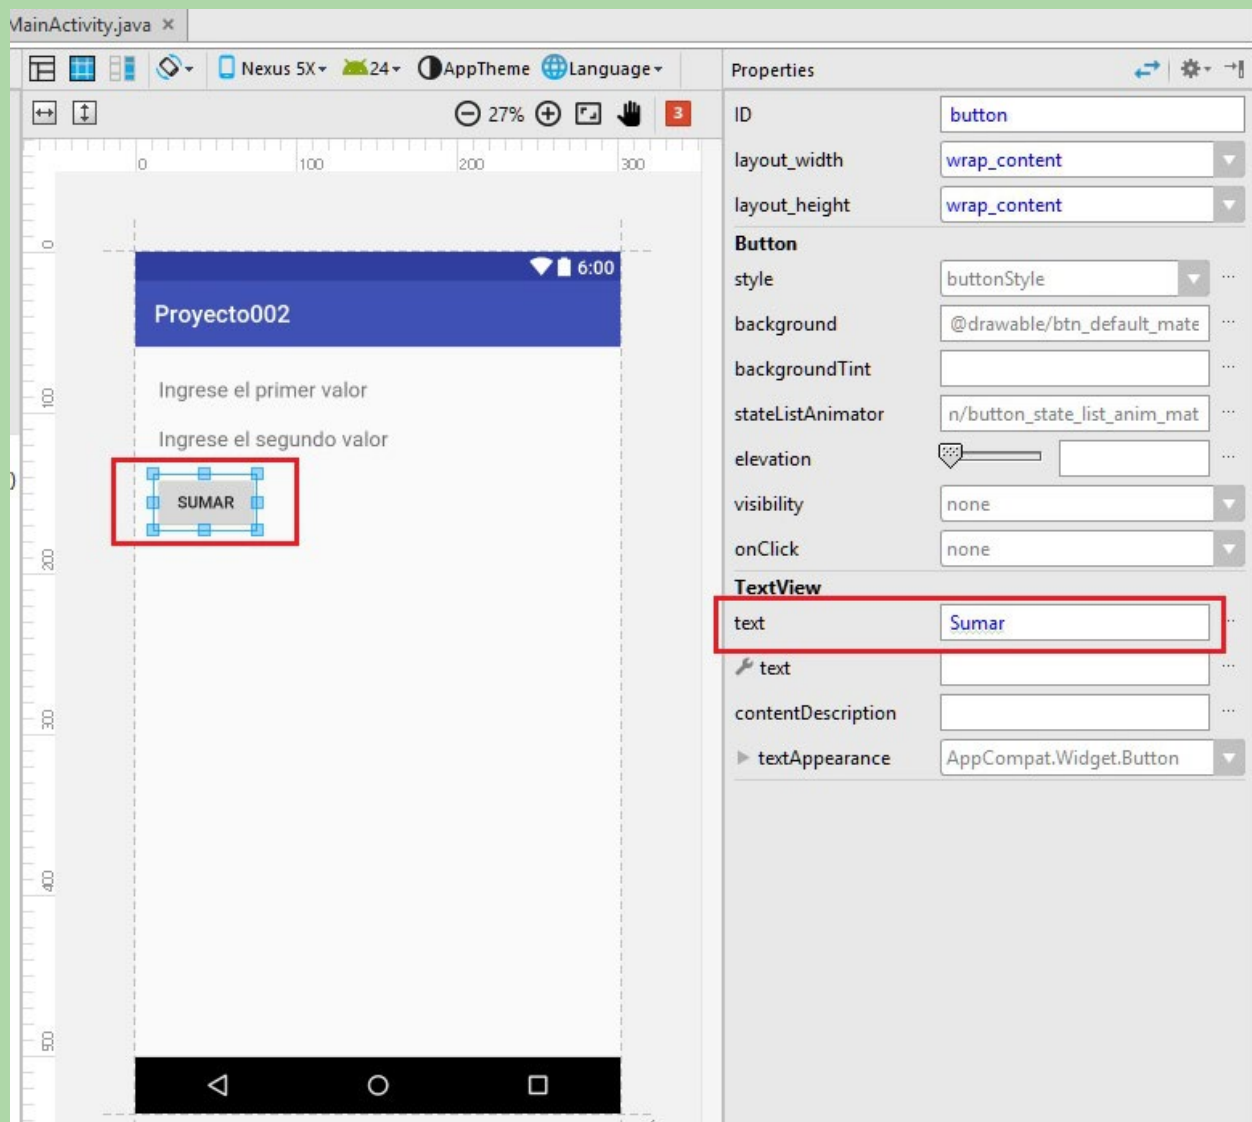 MainActivity.java ×
Nexus 5X 24 AppTheme Language
27% 3
0 100 200 300
0
100
200
300
400
500
6:00
Proyecto002
Ingrese el primer valor
Ingrese el segundo valor
SUMAR
Properties
ID button
layout_width wrap_content
layout_height wrap_content
Button
style buttonStyle ...
background @drawable/btn_default_mate ...
backgroundTint ...
stateListAnimator n/button_state_list_anim_mat ...
elevation ...
visibility none
onClick none
TextView
text Sumar ...
text ...
contentDescription ...
textAppearance AppCompat.Widget.Button